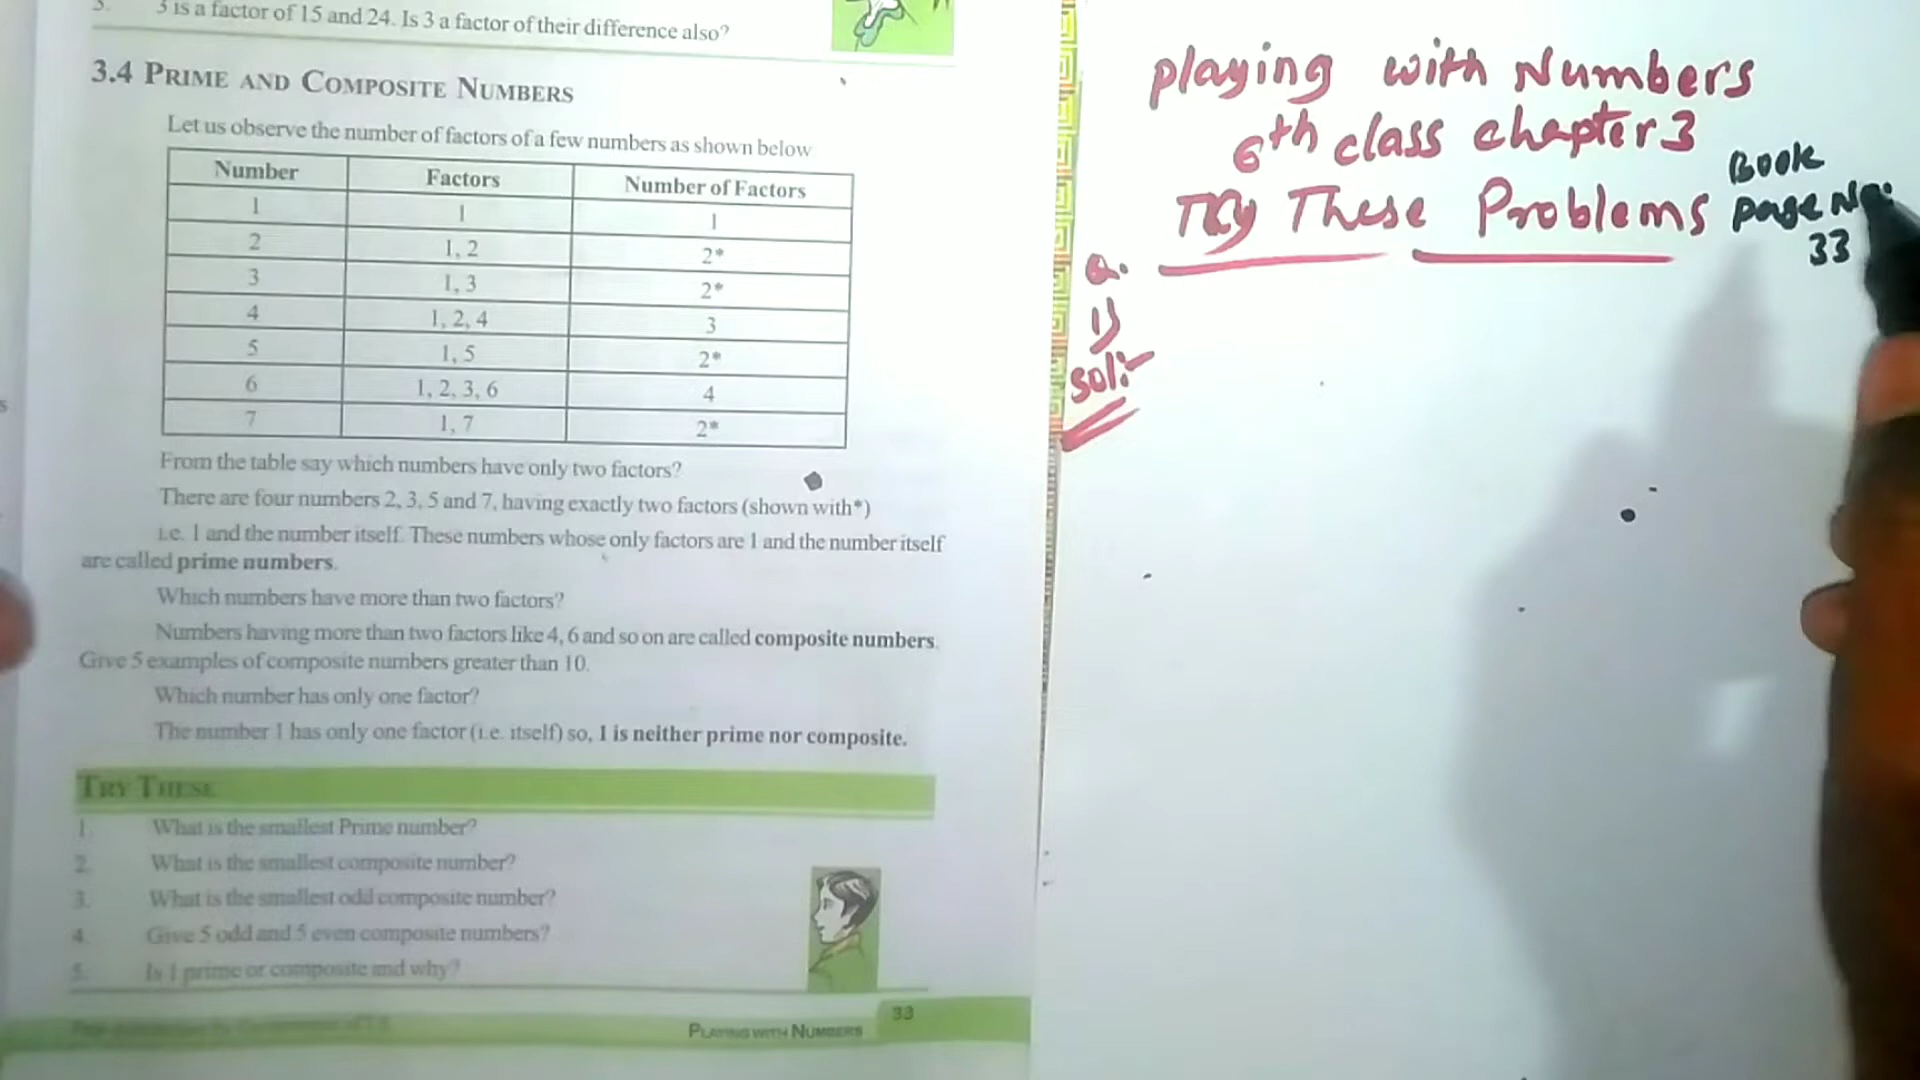 3 is a factor of 15 and 24. Is 3 a factor of their difference also?
3.4 PRIME AND COMPOSITE NUMBERS
Let us observe the number of factors of a few numbers as shown below
Number Factors Number of Factors
1 1 1
2 1, 2 2*
3 1, 3 2*
4 1, 2, 4 3
5 1, 5 2*
6 1, 2, 3, 6 4
7 1, 7 2*
From the table say which numbers have only two factors?
There are four numbers 2, 3, 5 and 7, having exactly two factors (shown with*)
i.e. 1 and the number itself. These numbers whose only factors are 1 and the number itself
are called prime numbers.
Which numbers have more than two factors?
Numbers having more than two factors like 4, 6 and so on are called composite numbers.
Give 5 examples of composite numbers greater than 10.
Which number has only one factor?
The number 1 has only one factor (i.e. itself) so, 1 is neither prime nor composite.
TRY THESE
1. What is the smallest Prime number?
2. What is the smallest composite number?
3. What is the smallest odd composite number?
4. Give 5 odd and 5 even composite numbers?
5. Is 1 prime or composite and why?
PLAYING WITH NUMBERS 33
playing with Numbers
6th class chapter 3
Try These Problems
Book
page No:
33
Q.
1)
Sol:-